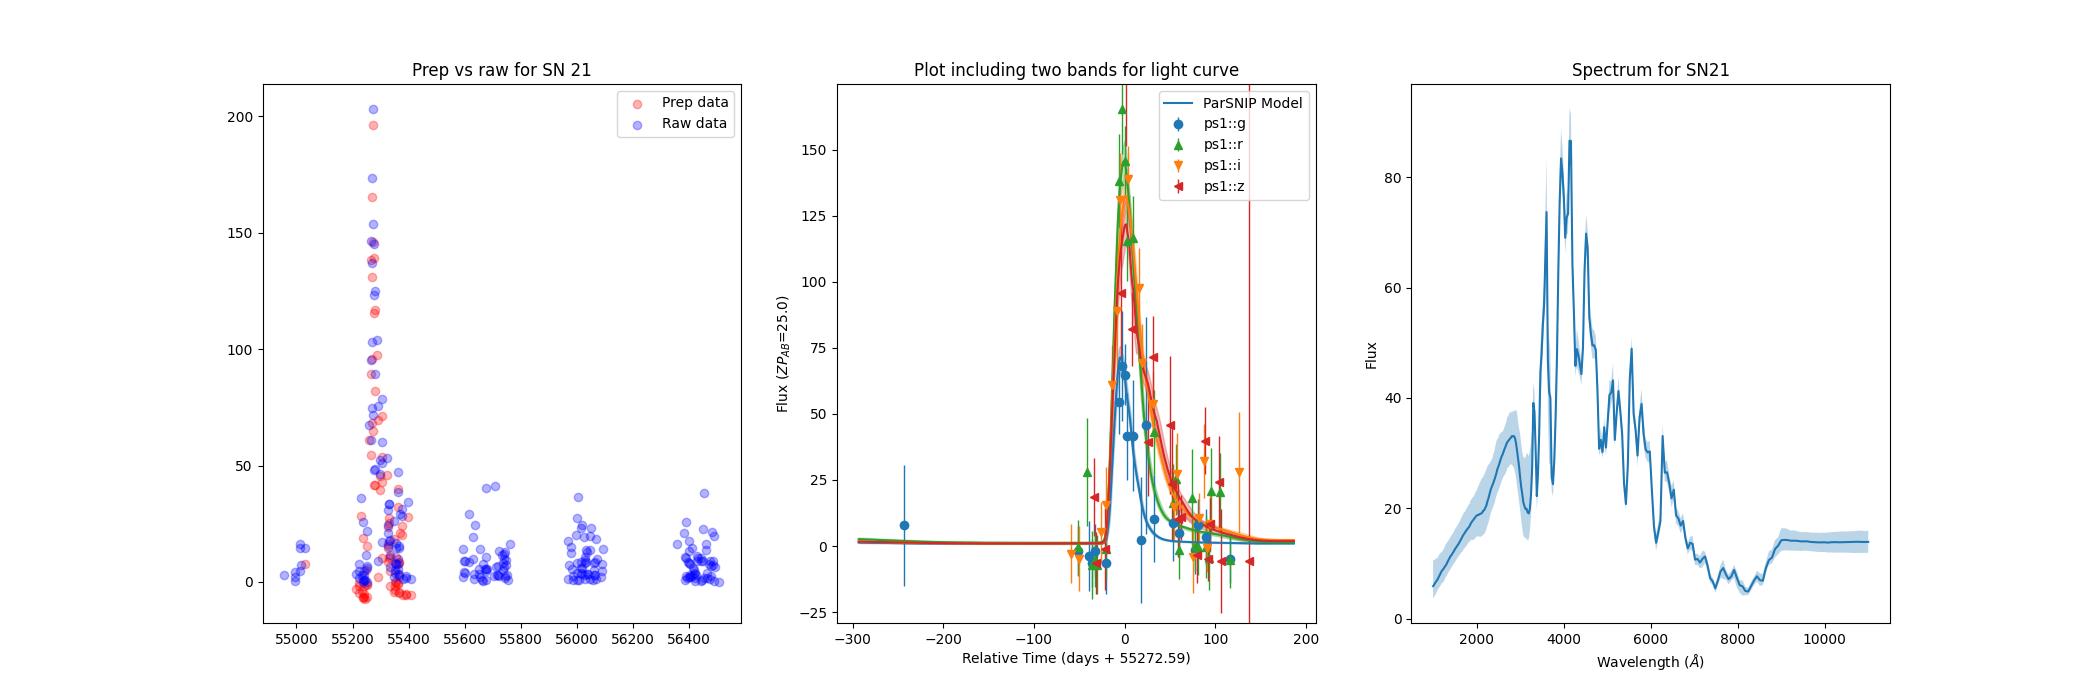 Prep vs raw for SN 21
Prep data
Raw data
200
150
100
50
0
55000 55200 55400 55600 55800 56000 56200 56400
Plot including two bands for light curve
ParSNIP Model
ps1::g
ps1::r
ps1::i
ps1::z
Flux (ZP_AB=25.0)
150
125
100
75
50
25
0
−25
−300 −200 −100 0 100 200
Relative Time (days + 55272.59)
Spectrum for SN21
Flux
80
60
40
20
0
2000 4000 6000 8000 10000
Wavelength (Å)